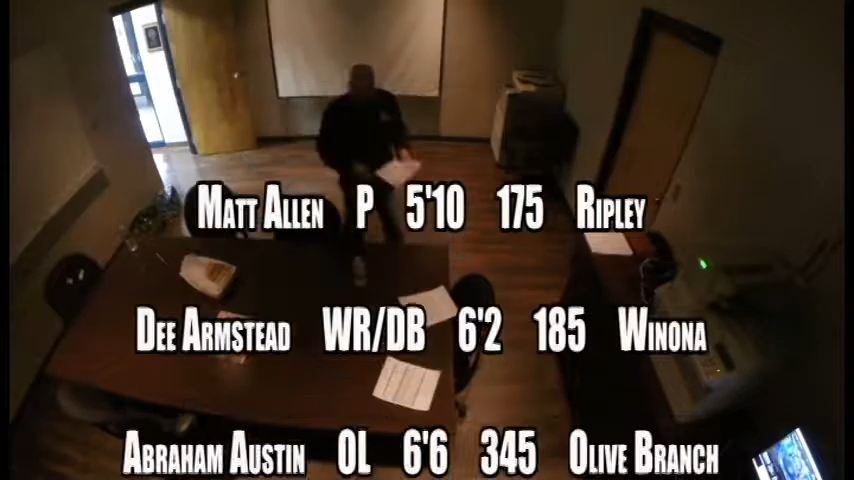 Matt Allen P 5'10 175 Ripley
Dee Armstead WR/DB 6'2 185 Winona
Abraham Austin OL 6'6 345 Olive Branch